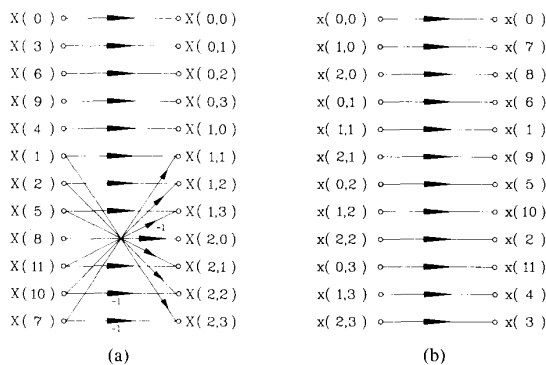 X( 0 ) X( 0,0 ) x( 0,0 ) x( 0 )
X( 3 ) X( 0,1 ) x( 1,0 ) x( 7 )
X( 6 ) X( 0,2 ) x( 2,0 ) x( 8 )
X( 9 ) X( 0,3 ) x( 0,1 ) x( 6 )
X( 4 ) X( 1,0 ) x( 1,1 ) x( 1 )
X( 1 ) X( 1,1 ) x( 2,1 ) x( 9 )
X( 2 ) X( 1,2 ) x( 0,2 ) x( 5 )
X( 5 ) X( 1,3 ) x( 1,2 ) x( 10 )
-1
X( 8 ) X( 2,0 ) x( 2,2 ) x( 2 )
X( 11 ) X( 2,1 ) x( 0,3 ) x( 11 )
X( 10 ) X( 2,2 ) x( 1,3 ) x( 4 )
-1
X( 7 ) X( 2,3 ) x( 2,3 ) x( 3 )
-1
(a) (b)